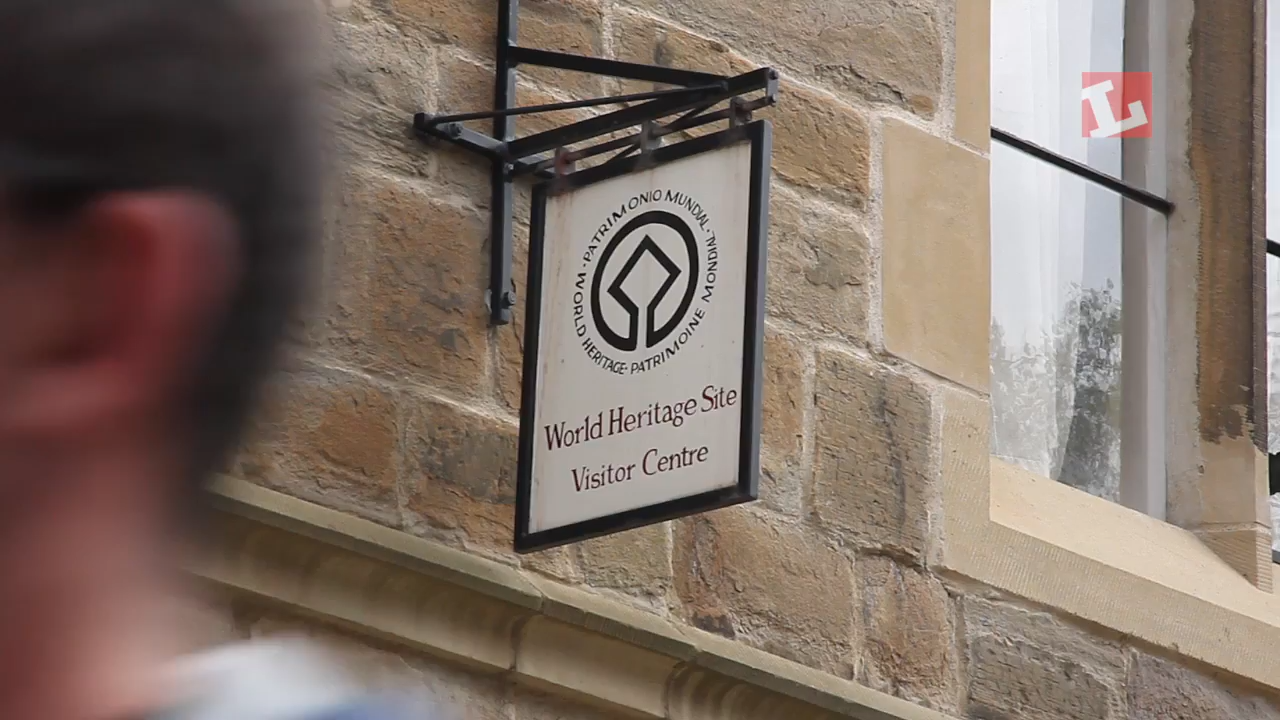 WORLD HERITAGE · PATRIMONIO MUNDIAL ·
PATRIMOINE MONDIAL ·
World Heritage Site
Visitor Centre
L